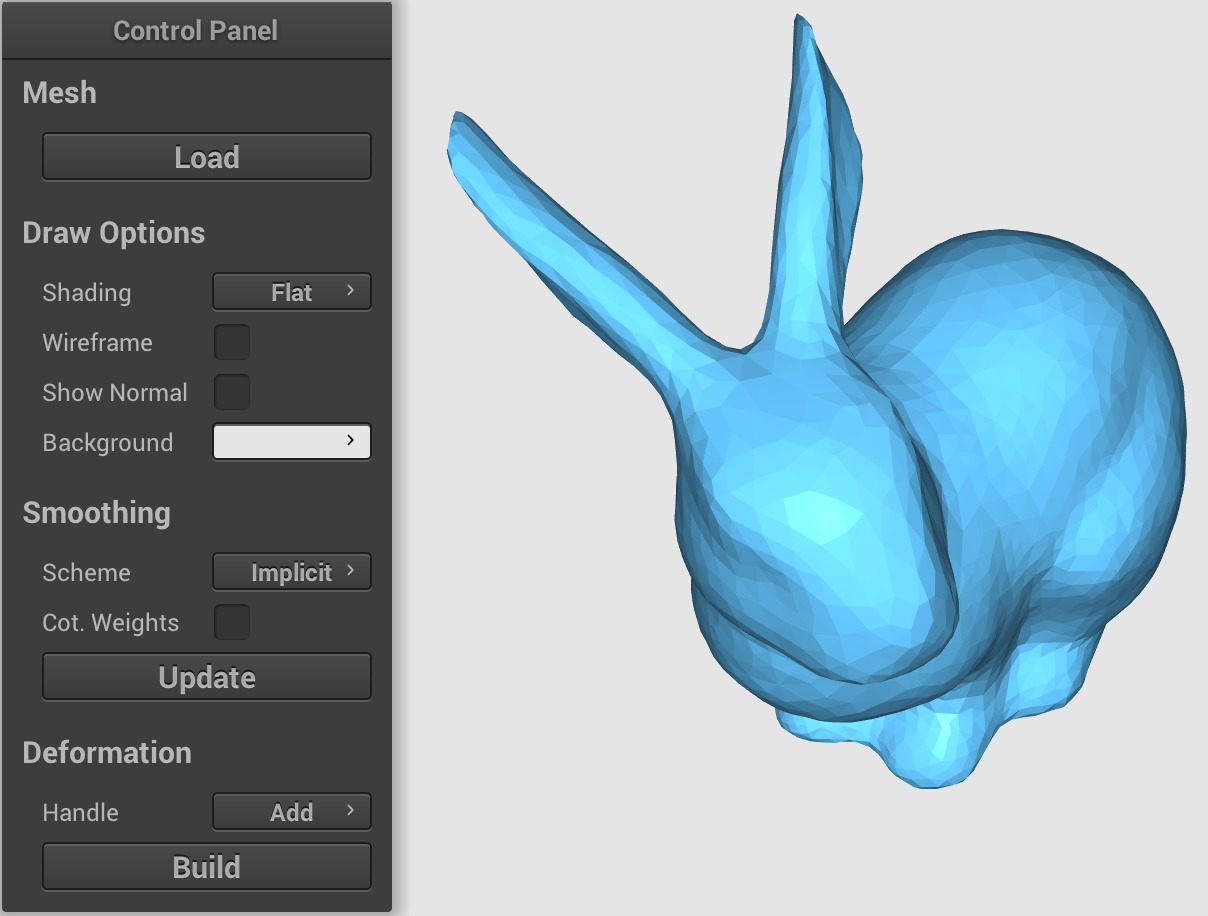 Control Panel
Mesh
Load
Draw Options
Shading Flat
Wireframe
Show Normal
Background
Smoothing
Scheme Implicit
Cot. Weights
Update
Deformation
Handle Add
Build